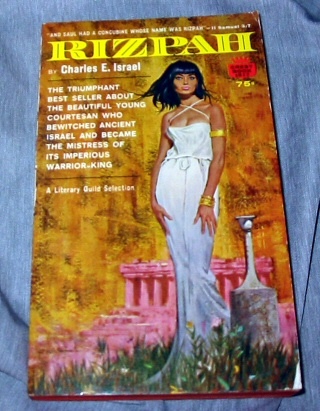 "AND SAUL HAD A CONCUBINE WHOSE NAME WAS RIZPAH"—II Samuel 3/7
RIZPAH
BY Charles E. Israel
75¢
THE TRIUMPHANT
BEST SELLER ABOUT
THE BEAUTIFUL YOUNG
COURTESAN WHO
BEWITCHED ANCIENT
ISRAEL AND BECAME
THE MISTRESS OF
ITS IMPERIOUS
WARRIOR-KING
A Literary Guild Selection